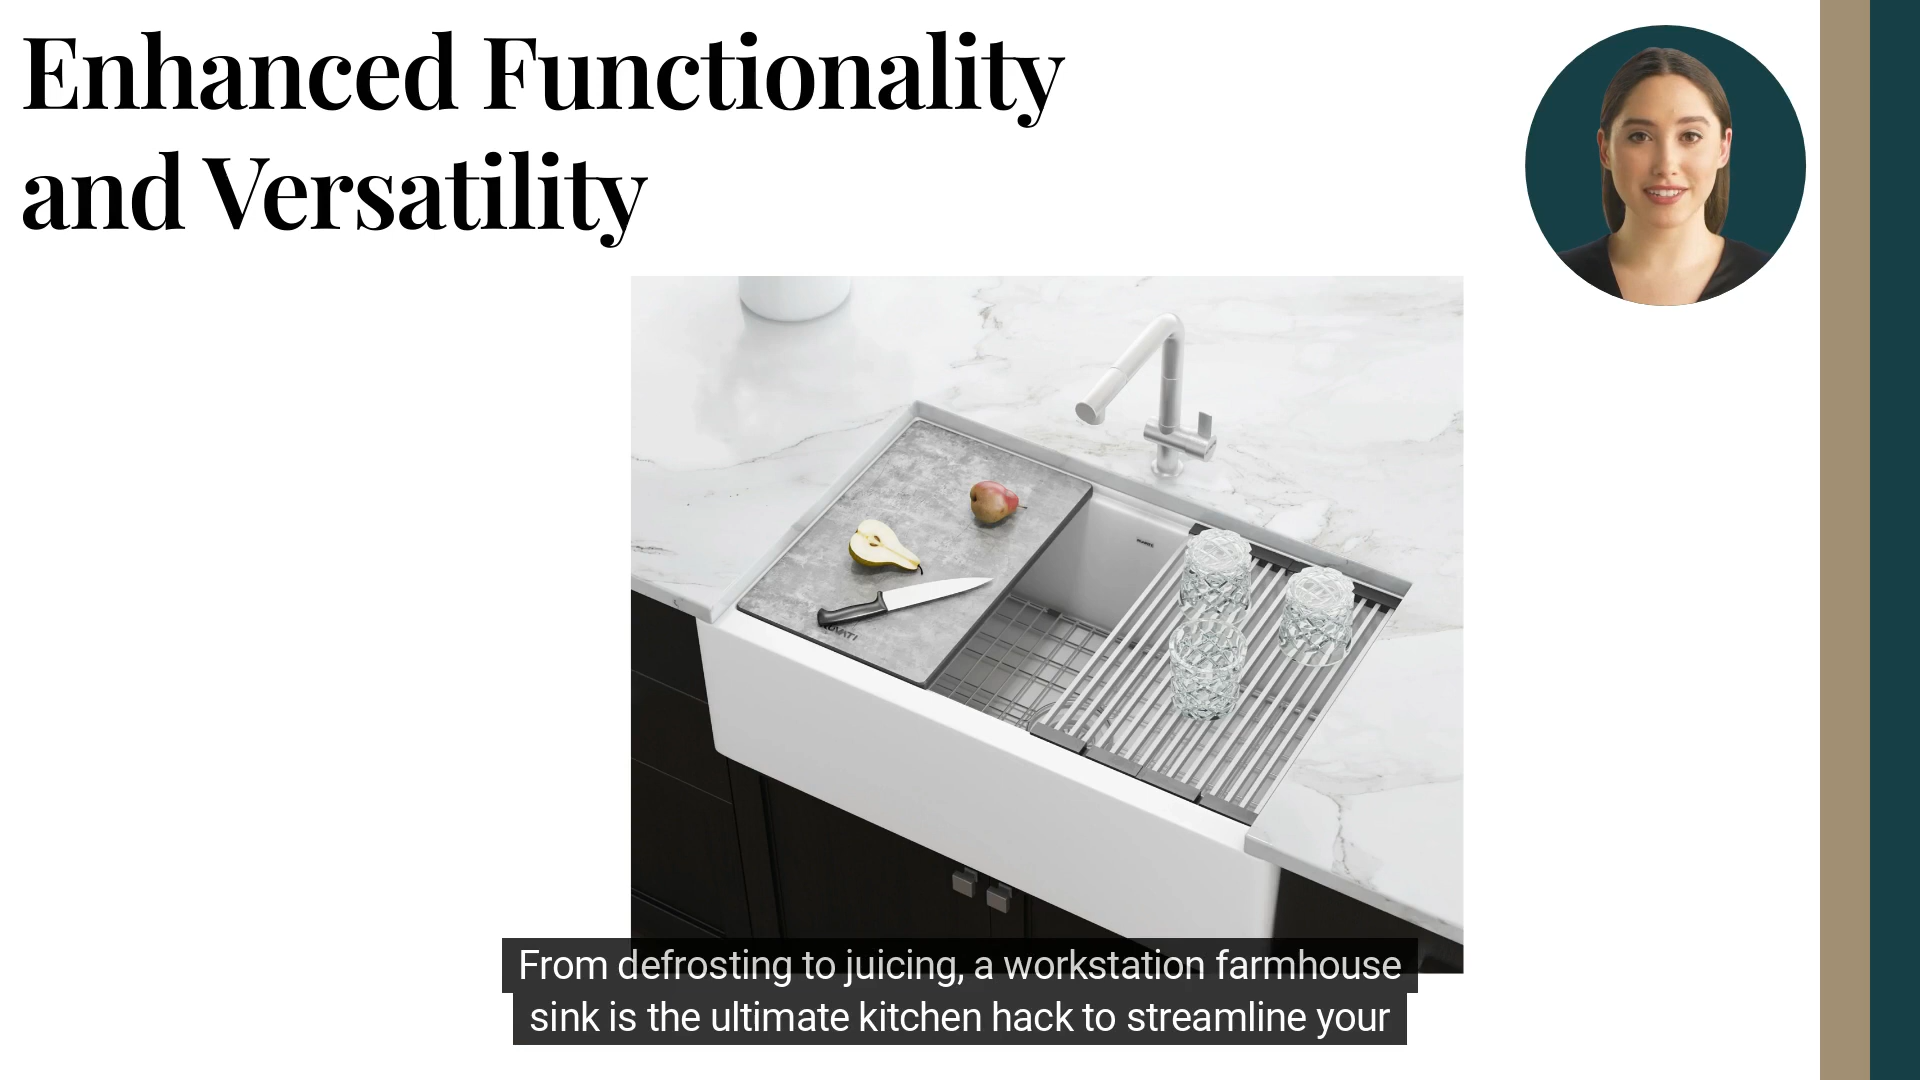 Enhanced Functionality
and Versatility
RUVATI
From defrosting to juicing, a workstation farmhouse
sink is the ultimate kitchen hack to streamline your